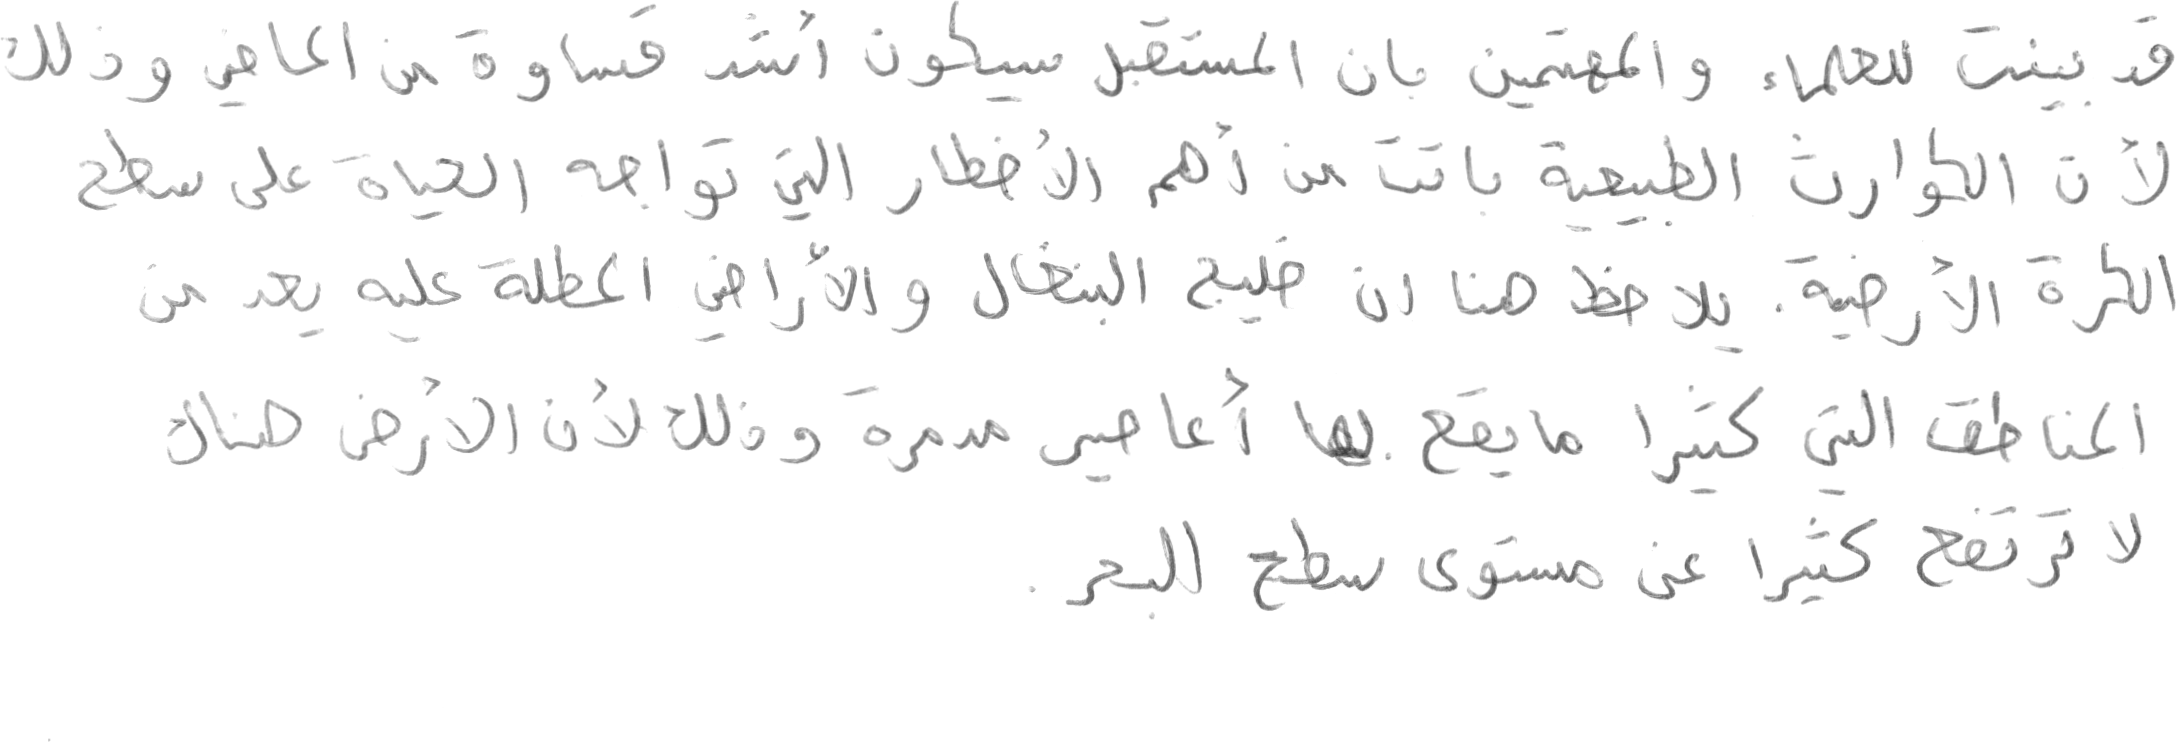 قد بينت للعلماء والمهتمين بان المستقبل سيكون أشد قساوة من الماضي وذلك
لأن الكوارث الطبيعية باتت من أهم الأخطار التي تواجه الحياة على سطح
الكرة الأرضية. يلاحظ هنا ان خليج البنغال والأراضي المطلة عليه يعد من
المناطق التي كثيرا ما يقع بها أعاصير مدمرة وذلك لأن الأرض هناك
لا ترتفع كثيرا عن مستوى سطح البحر.